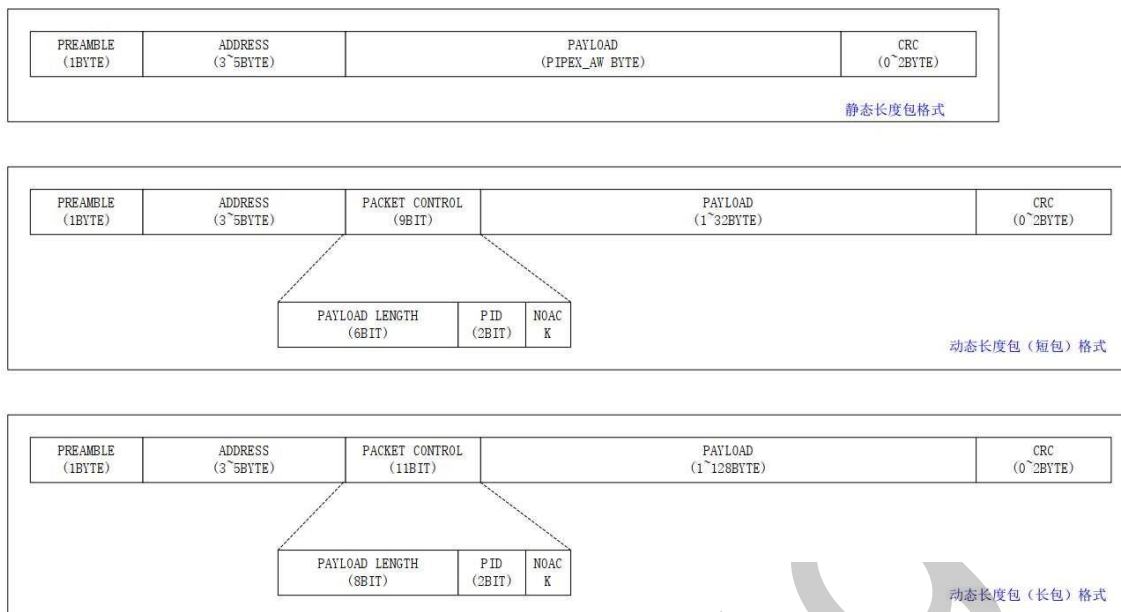 PREAMBLE ADDRESS PAYLOAD CRC
(1BYTE) (3~5BYTE) (PIPEX_AW BYTE) (0~2BYTE)
静态长度包格式
PREAMBLE ADDRESS PACKET CONTROL PAYLOAD CRC
(1BYTE) (3~5BYTE) (9BIT) (1~32BYTE) (0~2BYTE)
PAYLOAD LENGTH PID NOAC
(6BIT) (2BIT) K
动态长度包（短包）格式
PREAMBLE ADDRESS PACKET CONTROL PAYLOAD CRC
(1BYTE) (3~5BYTE) (11BIT) (1~128BYTE) (0~2BYTE)
PAYLOAD LENGTH PID NOAC
(8BIT) (2BIT) K
动态长度包（长包）格式